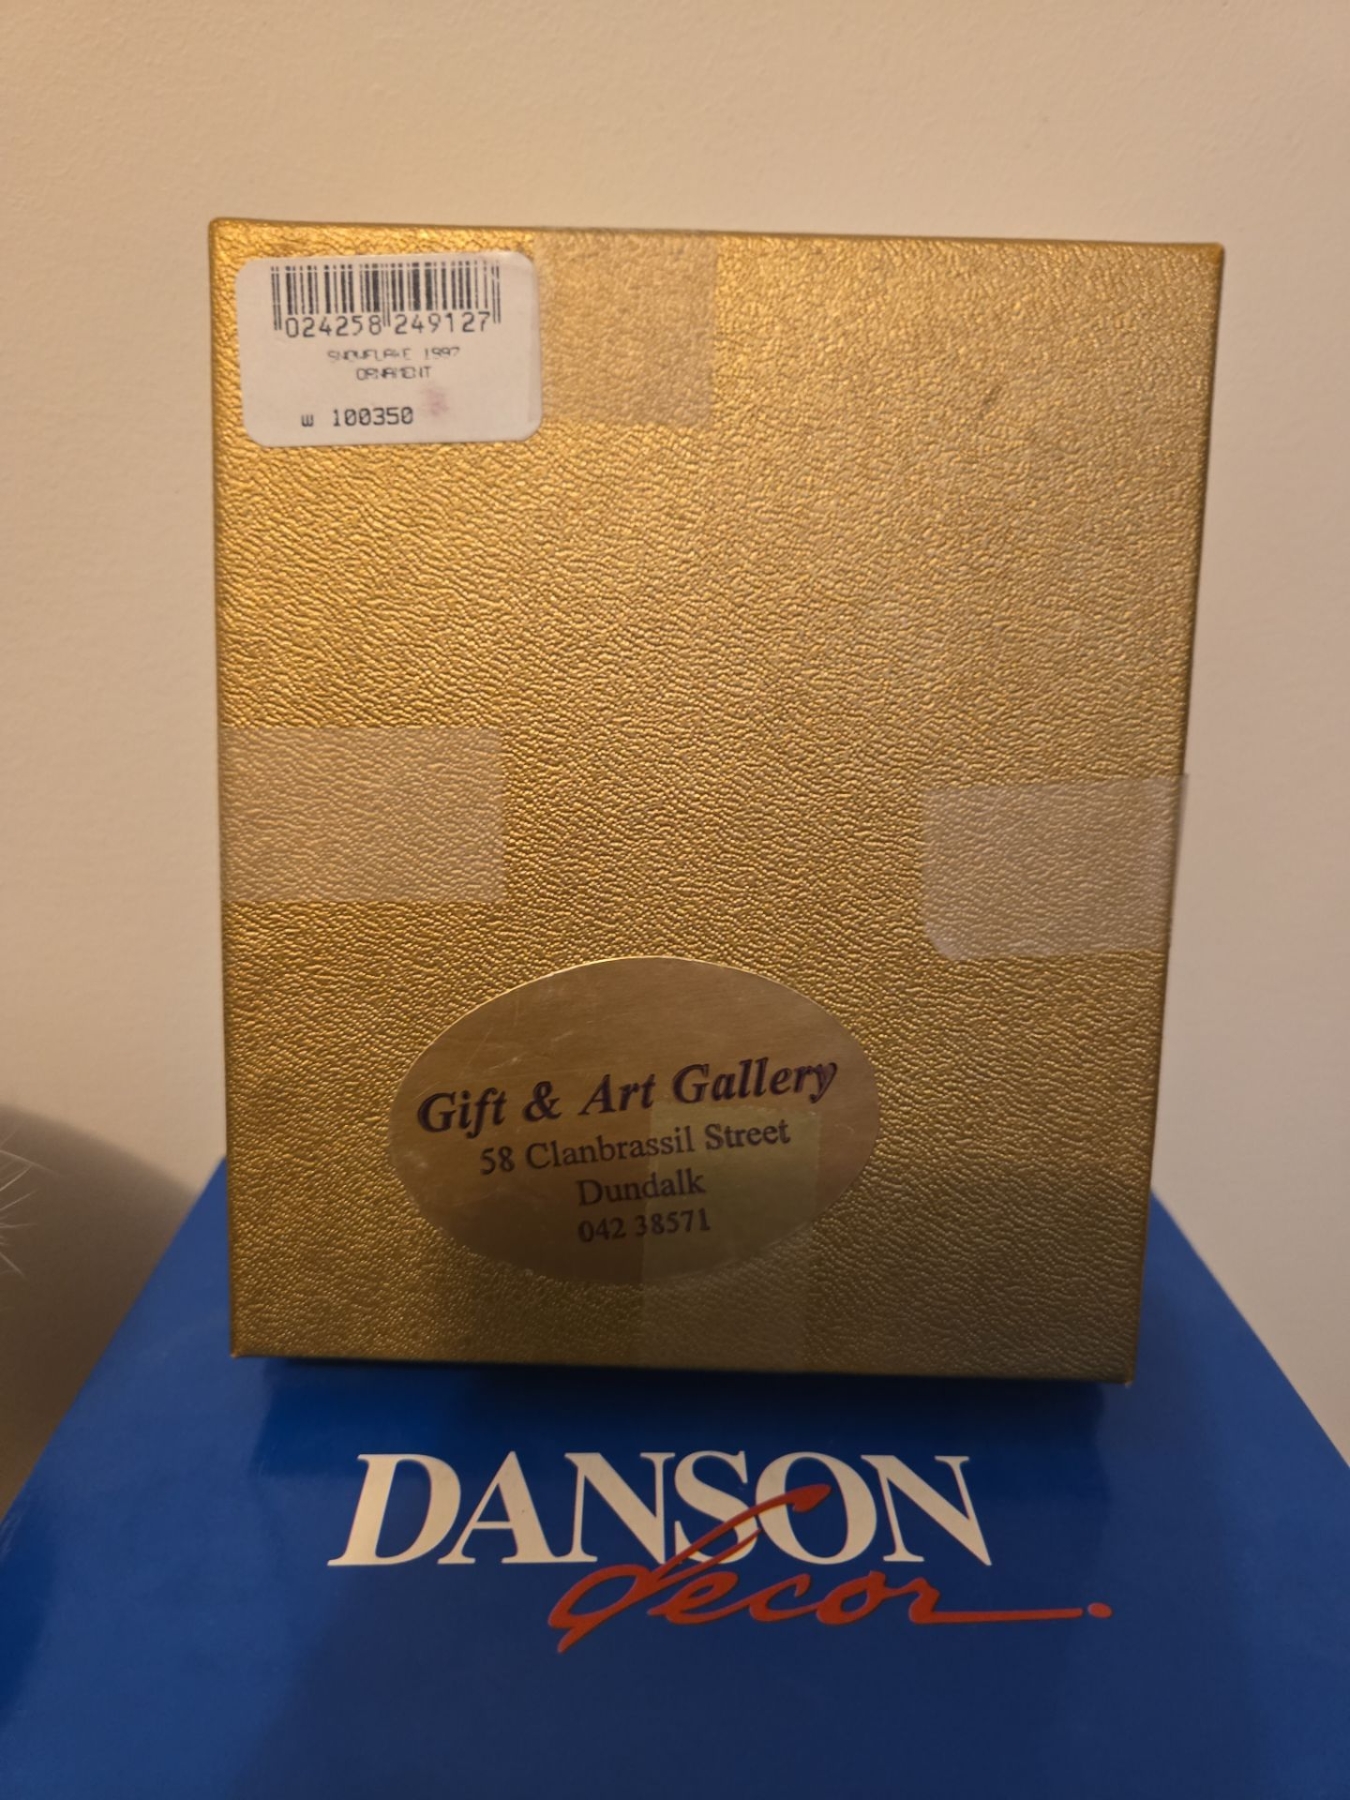 024258 249127
SNOWFLAKE 1997
ORNAMENT
W 100350
Gift & Art Gallery
58 Clanbrassil Street
Dundalk
042 38571
DANSON
decor.